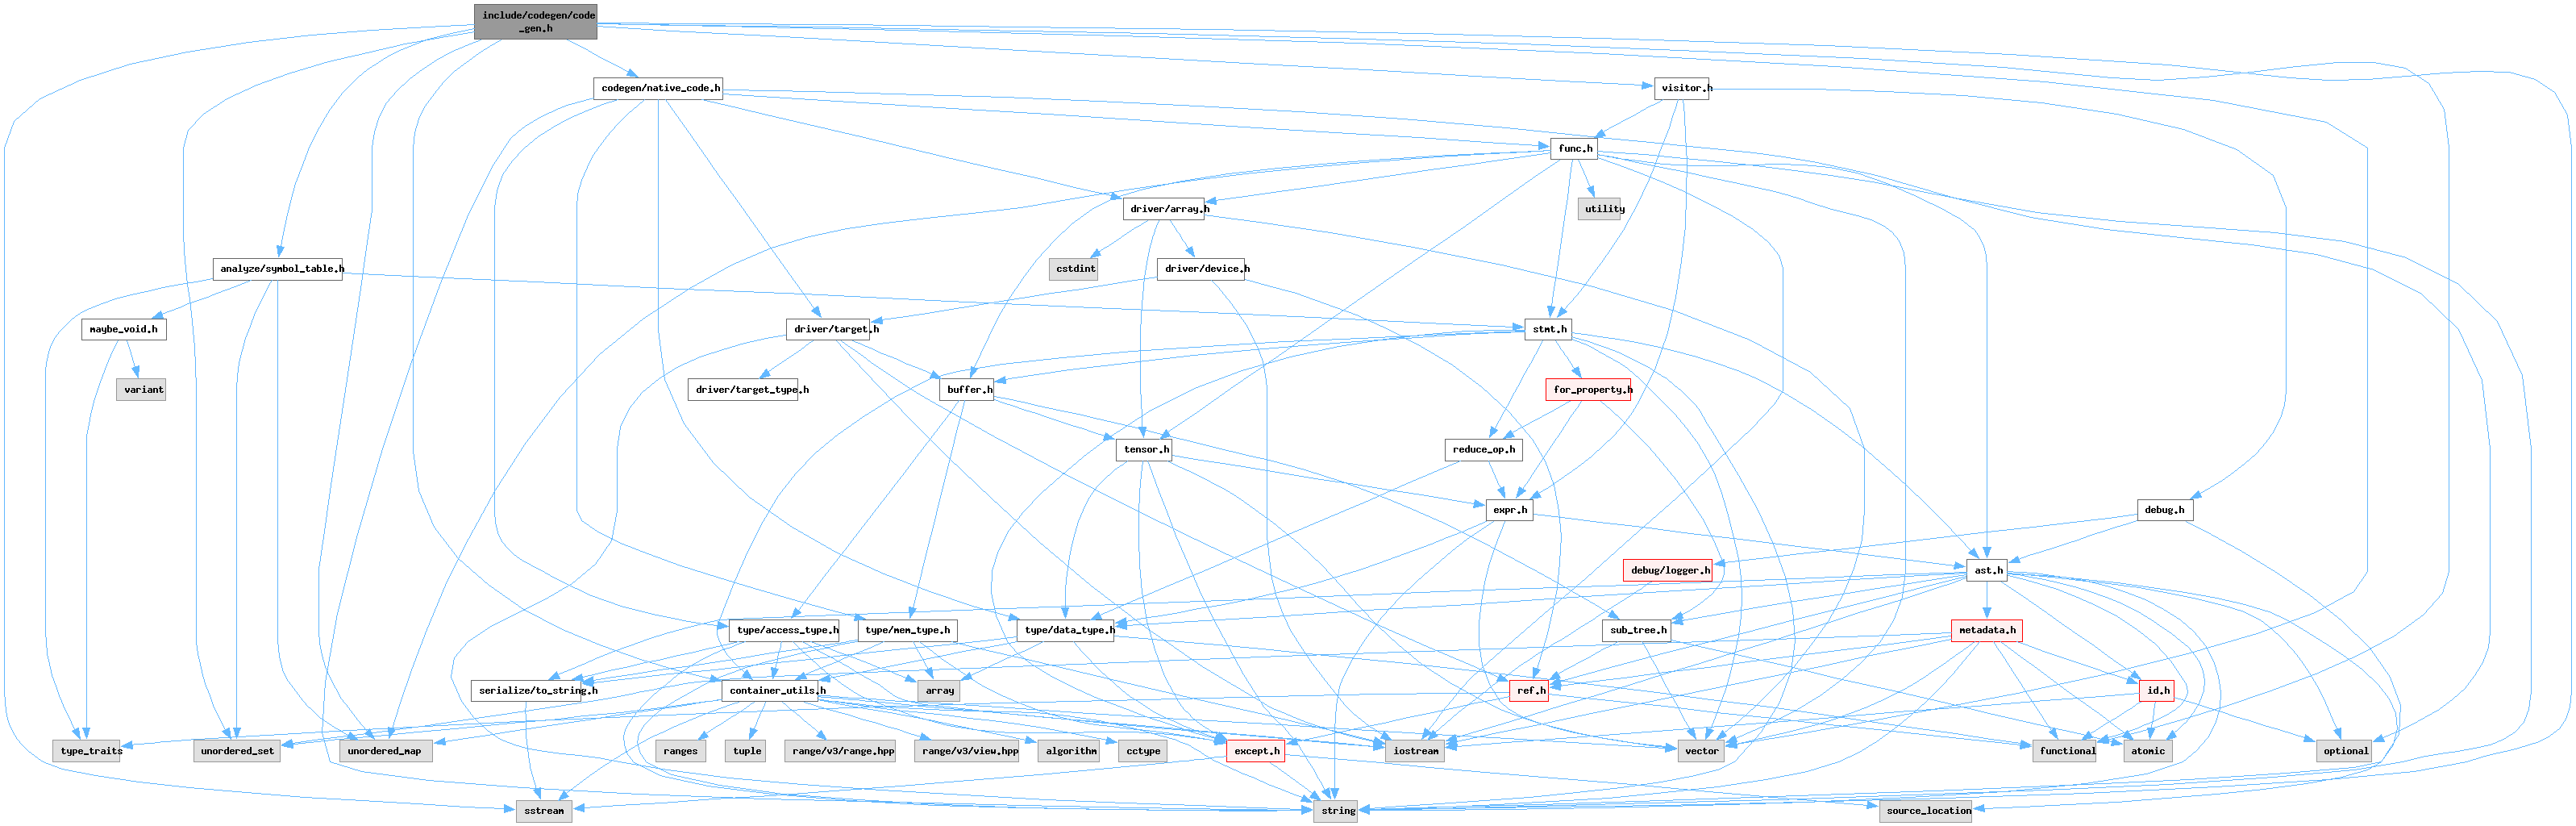 include/codegen/code
_gen.h
codegen/native_code.h
visitor.h
func.h
driver/array.h
utility
analyze/symbol_table.h
cstdint
driver/device.h
maybe_void.h
driver/target.h
stmt.h
variant
driver/target_type.h
buffer.h
for_property.h
tensor.h
reduce_op.h
expr.h
debug.h
debug/logger.h
ast.h
type/access_type.h
type/mem_type.h
type/data_type.h
sub_tree.h
metadata.h
serialize/to_string.h
container_utils.h
array
ref.h
id.h
type_traits
unordered_set
unordered_map
ranges
tuple
range/v3/range.hpp
range/v3/view.hpp
algorithm
cctype
except.h
iostream
vector
functional
atomic
optional
sstream
string
source_location